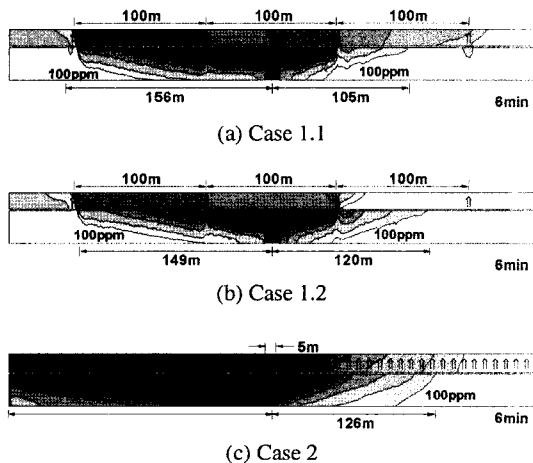 100m 100m 100m
100ppm 100ppm
156m 105m 6min
(a) Case 1.1
100m 100m 100m
100ppm 100ppm
149m 120m 6min
(b) Case 1.2
5m
100ppm
126m 6min
(c) Case 2